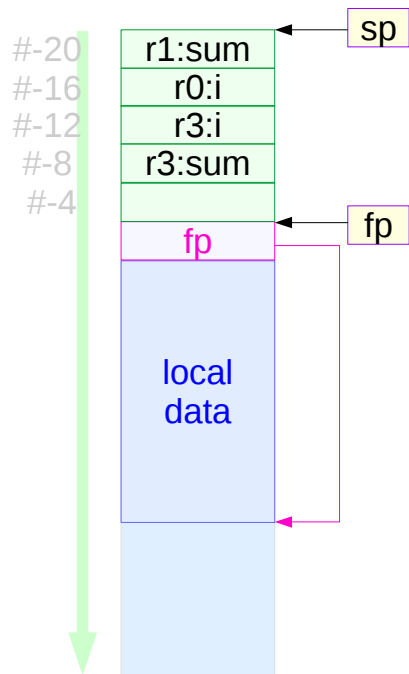 sp
#-20
r1:sum
#-16
r0:i
#-12
r3:i
#-8
r3:sum
#-4
fp
fp
local
data